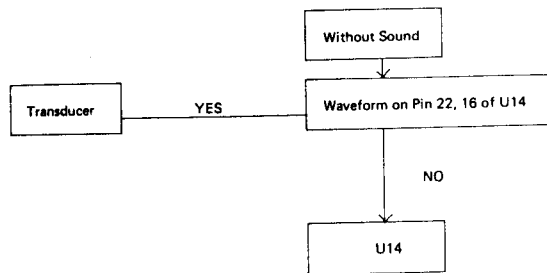 Without Sound
Transducer
YES
Waveform on Pin 22, 16 of U14
NO
U14